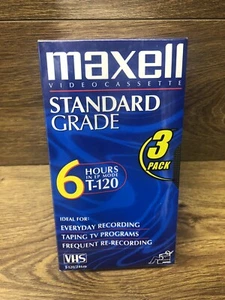 maxell
VIDEOCASSETTE
STANDARD
GRADE
3
PACK
6 HOURS
IN EP MODE
T-120
IDEAL FOR:
EVERYDAY RECORDING
TAPING TV PROGRAMS
FREQUENT RE-RECORDING
VHS